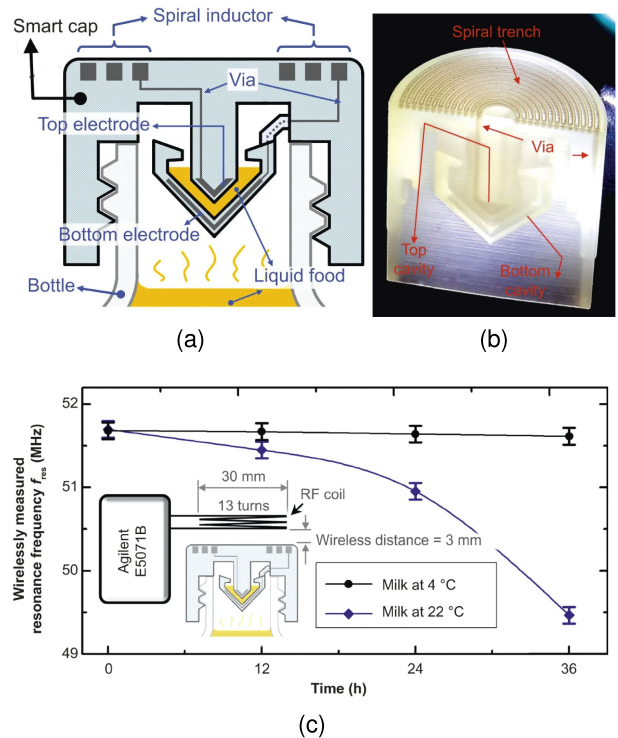 Spiral inductor
Smart cap
Via
Top electrode
Bottom electrode
Liquid food
Bottle
(a)
Spiral trench
Via
Top
cavity
Bottom
cavity
(b)
Wirelessly measured
resonance frequency fres (MHz)
52
51
50
49
30 mm
13 turns
RF coil
Agilent
E5071B
Wireless distance = 3 mm
Milk at 4 °C
Milk at 22 °C
0
12
24
36
Time (h)
(c)